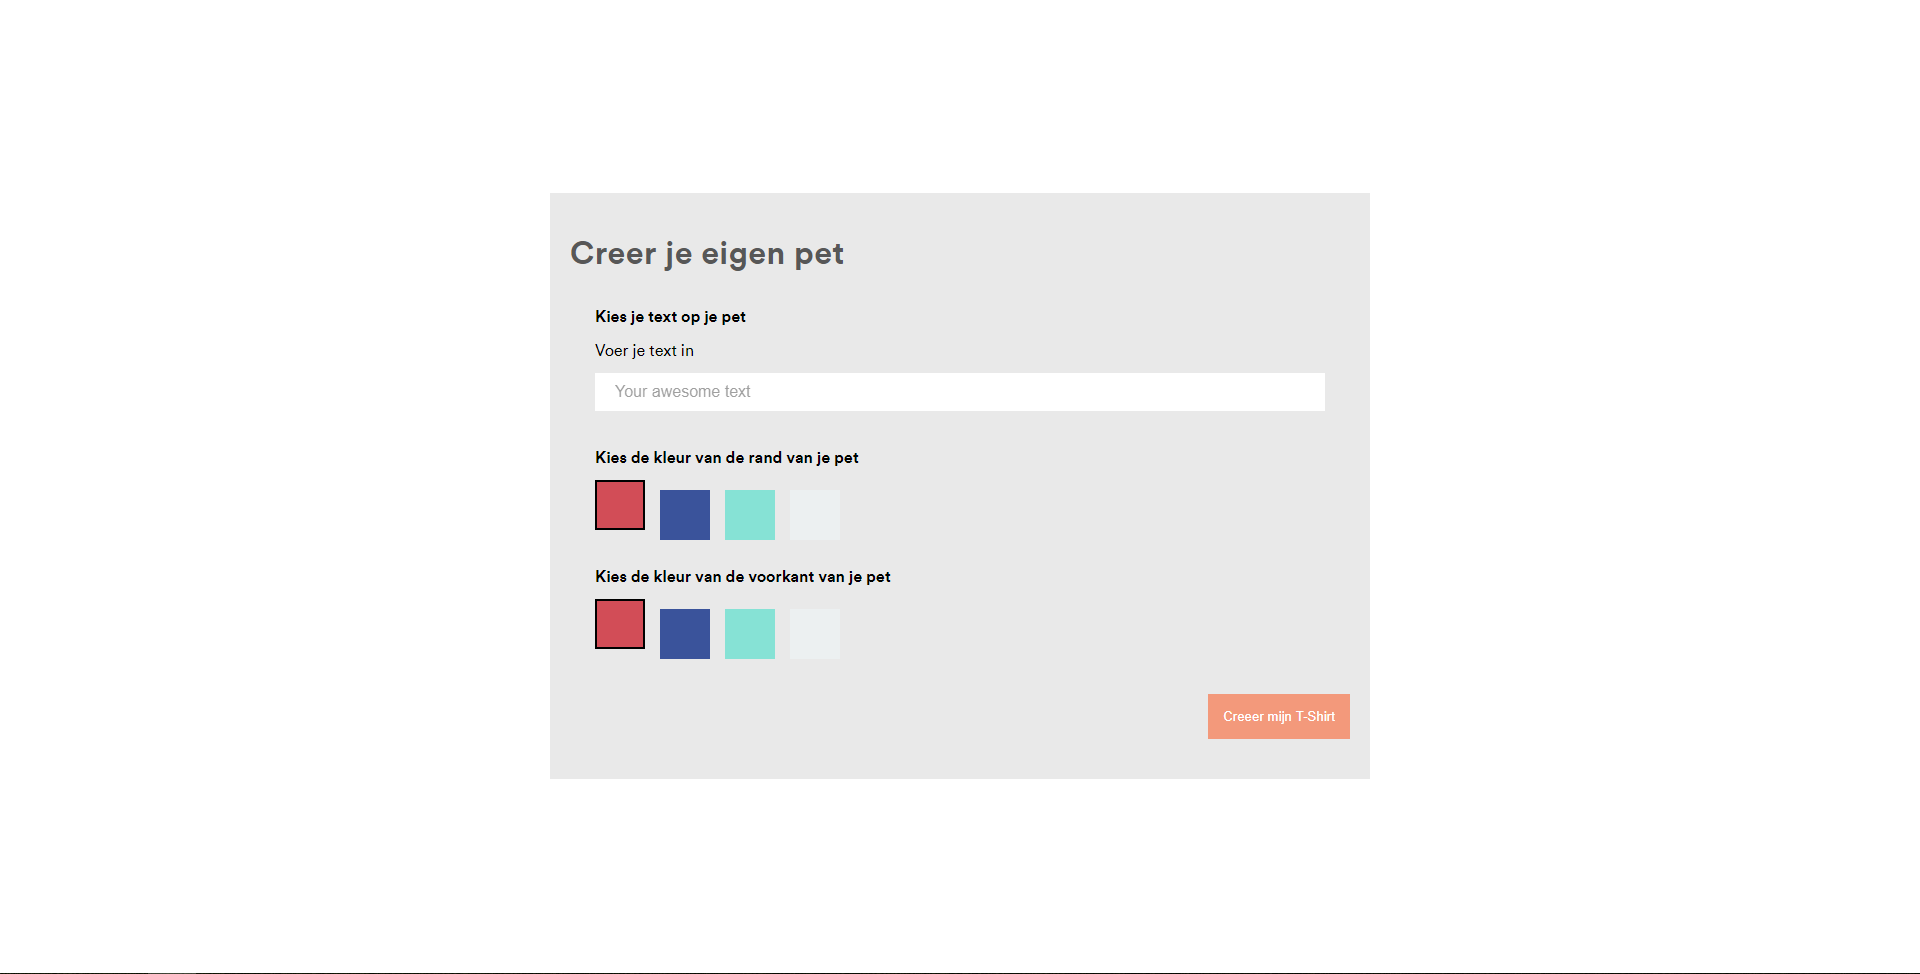 Creer je eigen pet
Kies je text op je pet
Voer je text in
Your awesome text
Kies de kleur van de rand van je pet
Kies de kleur van de voorkant van je pet
Creeer mijn T-Shirt